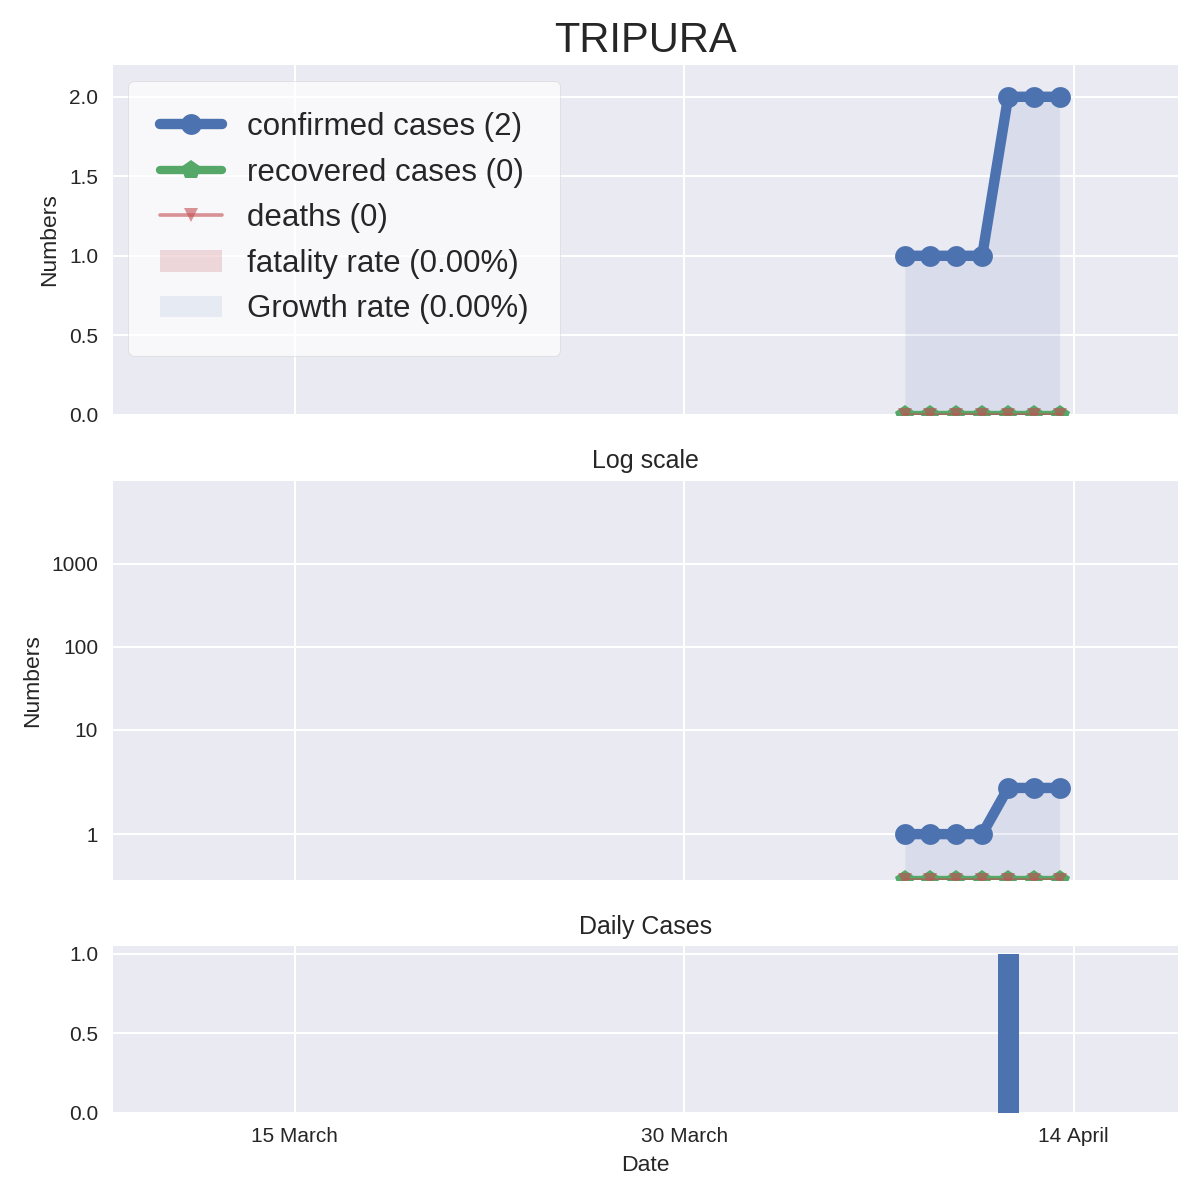 TRIPURA
2.0
1.5
1.0
0.5
0.0
Numbers
confirmed cases (2)
recovered cases (0)
deaths (0)
fatality rate (0.00%)
Growth rate (0.00%)
Log scale
1000
100
10
1
Numbers
Daily Cases
1.0
0.5
0.0
15 March
30 March
14 April
Date